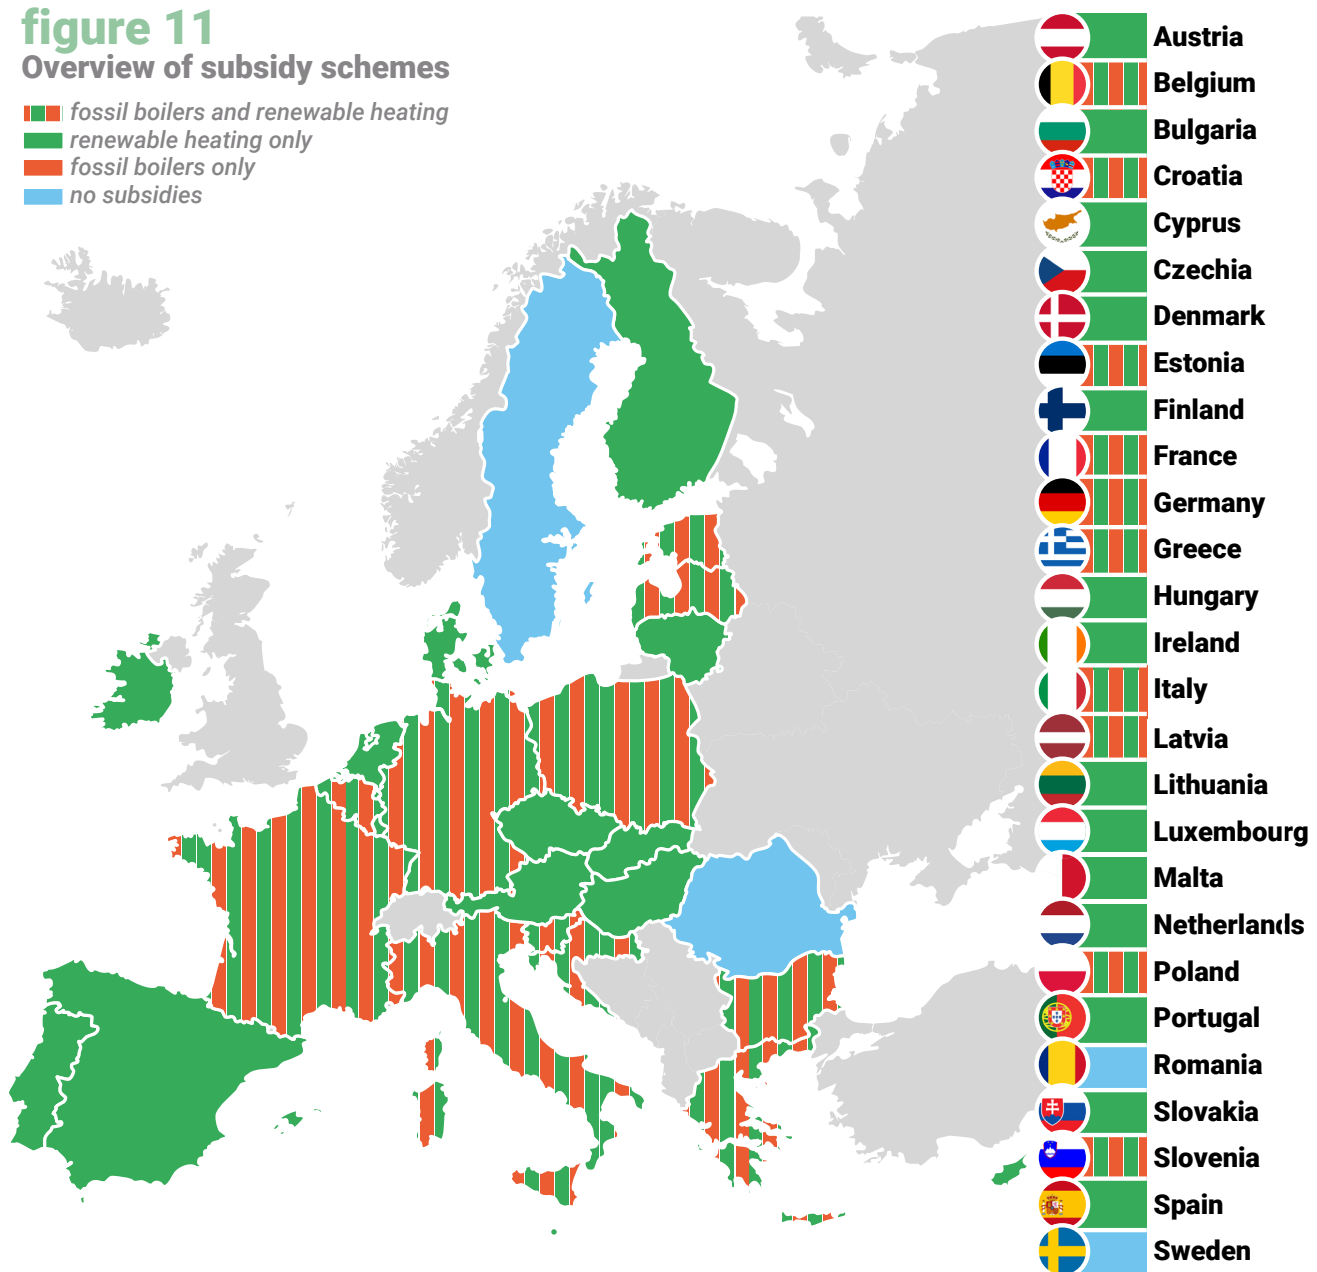 figure 11
Overview of subsidy schemes
fossil boilers and renewable heating
renewable heating only
fossil boilers only
no subsidies
Austria
Belgium
Bulgaria
Croatia
Cyprus
Czechia
Denmark
Estonia
Finland
France
Germany
Greece
Hungary
Ireland
Italy
Latvia
Lithuania
Luxembourg
Malta
Netherlands
Poland
Portugal
Romania
Slovakia
Slovenia
Spain
Sweden